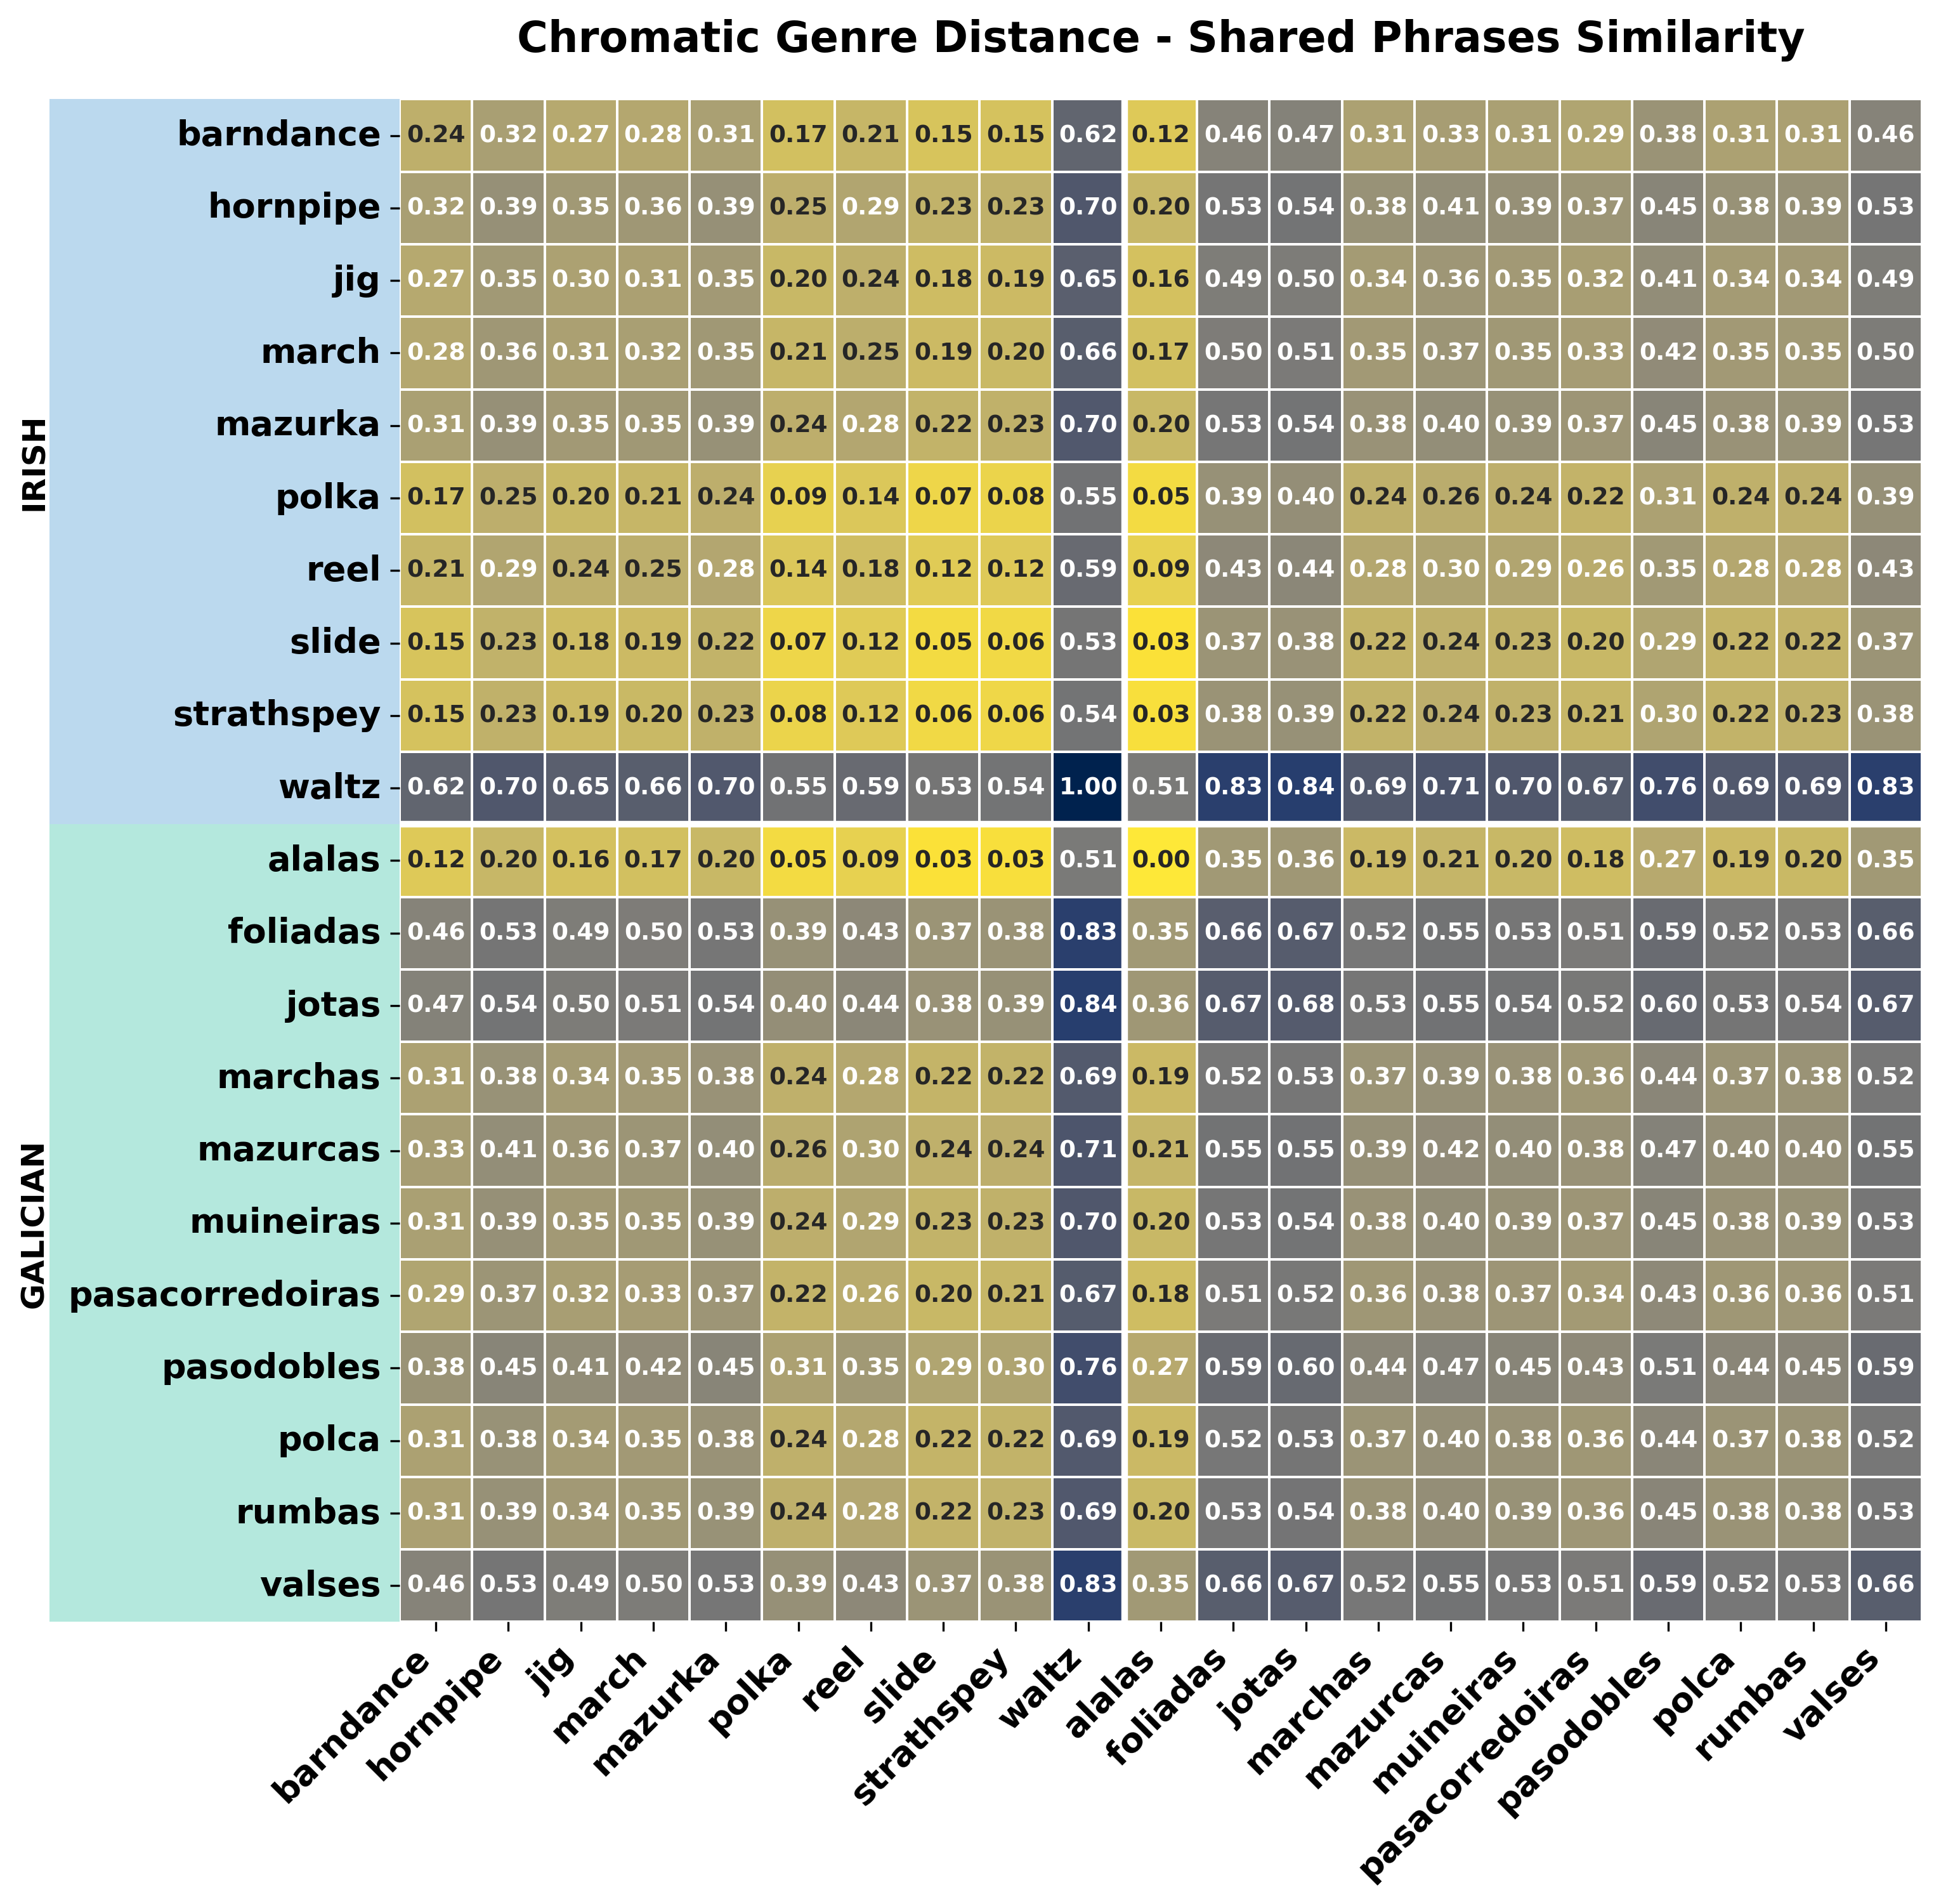 Chromatic Genre Distance - Shared Phrases Similarity
IRISH
barndance 0.24 0.32 0.27 0.28 0.31 0.17 0.21 0.15 0.15 0.62 0.12 0.46 0.47 0.31 0.33 0.31 0.29 0.38 0.31 0.31 0.46
hornpipe 0.32 0.39 0.35 0.36 0.39 0.25 0.29 0.23 0.23 0.70 0.20 0.53 0.54 0.38 0.41 0.39 0.37 0.45 0.38 0.39 0.53
jig 0.27 0.35 0.30 0.31 0.35 0.20 0.24 0.18 0.19 0.65 0.16 0.49 0.50 0.34 0.36 0.35 0.32 0.41 0.34 0.34 0.49
march 0.28 0.36 0.31 0.32 0.35 0.21 0.25 0.19 0.20 0.66 0.17 0.50 0.51 0.35 0.37 0.35 0.33 0.42 0.35 0.35 0.50
mazurka 0.31 0.39 0.35 0.35 0.39 0.24 0.28 0.22 0.23 0.70 0.20 0.53 0.54 0.38 0.40 0.39 0.37 0.45 0.38 0.39 0.53
polka 0.17 0.25 0.20 0.21 0.24 0.09 0.14 0.07 0.08 0.55 0.05 0.39 0.40 0.24 0.26 0.24 0.22 0.31 0.24 0.24 0.39
reel 0.21 0.29 0.24 0.25 0.28 0.14 0.18 0.12 0.12 0.59 0.09 0.43 0.44 0.28 0.30 0.29 0.26 0.35 0.28 0.28 0.43
slide 0.15 0.23 0.18 0.19 0.22 0.07 0.12 0.05 0.06 0.53 0.03 0.37 0.38 0.22 0.24 0.23 0.20 0.29 0.22 0.22 0.37
strathspey 0.15 0.23 0.19 0.20 0.23 0.08 0.12 0.06 0.06 0.54 0.03 0.38 0.39 0.22 0.24 0.23 0.21 0.30 0.22 0.23 0.38
waltz 0.62 0.70 0.65 0.66 0.70 0.55 0.59 0.53 0.54 1.00 0.51 0.83 0.84 0.69 0.71 0.70 0.67 0.76 0.69 0.69 0.83
GALICIAN
alalas 0.12 0.20 0.16 0.17 0.20 0.05 0.09 0.03 0.03 0.51 0.00 0.35 0.36 0.19 0.21 0.20 0.18 0.27 0.19 0.20 0.35
foliadas 0.46 0.53 0.49 0.50 0.53 0.39 0.43 0.37 0.38 0.83 0.35 0.66 0.67 0.52 0.55 0.53 0.51 0.59 0.52 0.53 0.66
jotas 0.47 0.54 0.50 0.51 0.54 0.40 0.44 0.38 0.39 0.84 0.36 0.67 0.68 0.53 0.55 0.54 0.52 0.60 0.53 0.54 0.67
marchas 0.31 0.38 0.34 0.35 0.38 0.24 0.28 0.22 0.22 0.69 0.19 0.52 0.53 0.37 0.39 0.38 0.36 0.44 0.37 0.38 0.52
mazurcas 0.33 0.41 0.36 0.37 0.40 0.26 0.30 0.24 0.24 0.71 0.21 0.55 0.55 0.39 0.42 0.40 0.38 0.47 0.40 0.40 0.55
muineiras 0.31 0.39 0.35 0.35 0.39 0.24 0.29 0.23 0.23 0.70 0.20 0.53 0.54 0.38 0.40 0.39 0.37 0.45 0.38 0.39 0.53
pasacorredoiras 0.29 0.37 0.32 0.33 0.37 0.22 0.26 0.20 0.21 0.67 0.18 0.51 0.52 0.36 0.38 0.37 0.34 0.43 0.36 0.36 0.51
pasodobles 0.38 0.45 0.41 0.42 0.45 0.31 0.35 0.29 0.30 0.76 0.27 0.59 0.60 0.44 0.47 0.45 0.43 0.51 0.44 0.45 0.59
polca 0.31 0.38 0.34 0.35 0.38 0.24 0.28 0.22 0.22 0.69 0.19 0.52 0.53 0.37 0.40 0.38 0.36 0.44 0.37 0.38 0.52
rumbas 0.31 0.39 0.34 0.35 0.39 0.24 0.28 0.22 0.23 0.69 0.20 0.53 0.54 0.38 0.40 0.39 0.36 0.45 0.38 0.38 0.53
valses 0.46 0.53 0.49 0.50 0.53 0.39 0.43 0.37 0.38 0.83 0.35 0.66 0.67 0.52 0.55 0.53 0.51 0.59 0.52 0.53 0.66
barndance hornpipe jig march mazurka polka reel slide strathspey waltz alalas foliadas jotas marchas mazurcas muineiras pasacorredoiras pasodobles polca rumbas valses